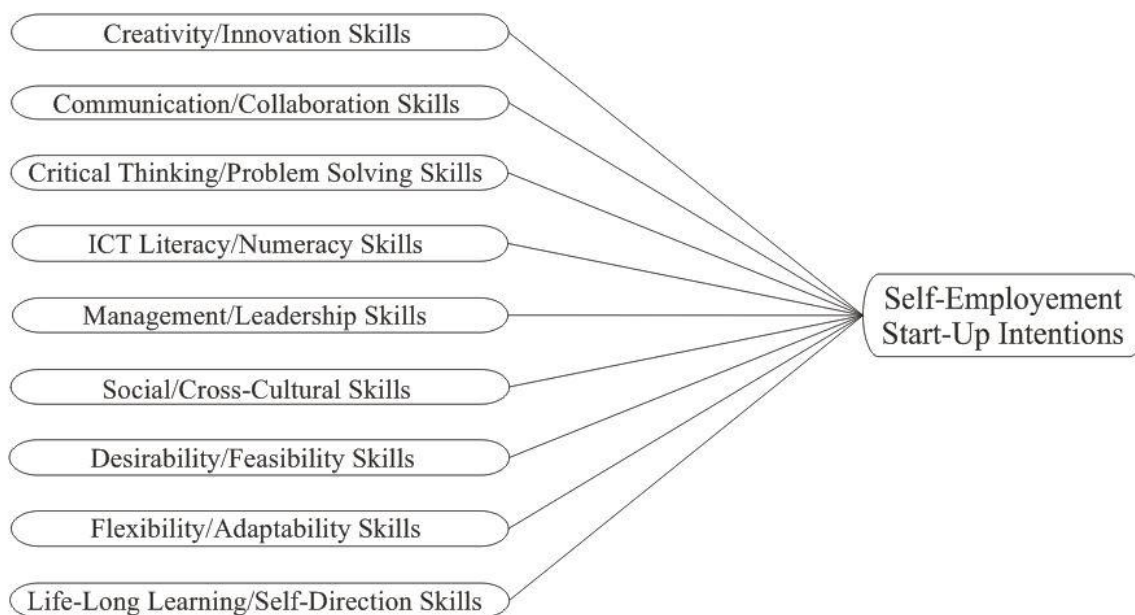 Creativity/Innovation Skills
Communication/Collaboration Skills
Critical Thinking/Problem Solving Skills
ICT Literacy/Numeracy Skills
Management/Leadership Skills
Social/Cross-Cultural Skills
Desirability/Feasibility Skills
Flexibility/Adaptability Skills
Life-Long Learning/Self-Direction Skills
Self-Employement
Start-Up Intentions